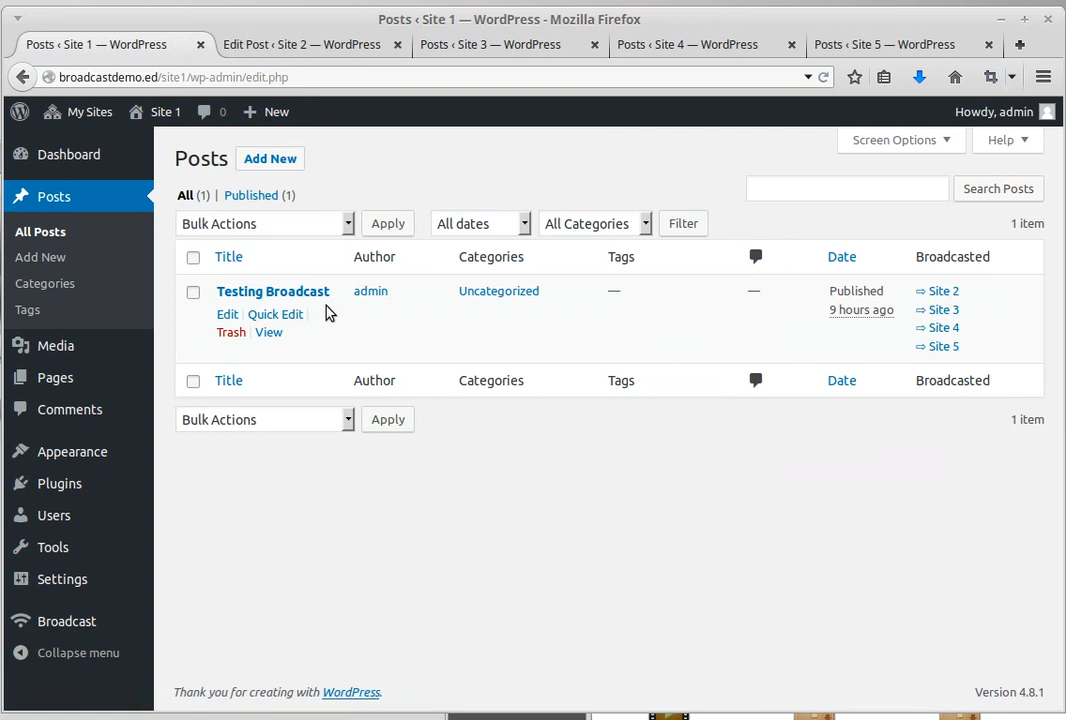 Posts ‹ Site 1 — WordPress - Mozilla Firefox
Posts ‹ Site 1 — WordPress
Edit Post ‹ Site 2 — WordPress
Posts ‹ Site 3 — WordPress
Posts ‹ Site 4 — WordPress
Posts ‹ Site 5 — WordPress
broadcastdemo.ed/site1/wp-admin/edit.php
My Sites
Site 1
0
New
Howdy, admin
Dashboard
Posts
All Posts
Add New
Categories
Tags
Media
Pages
Comments
Appearance
Plugins
Users
Tools
Settings
Broadcast
Collapse menu
Posts
Add New
Screen Options
Help
All (1) | Published (1)
Search Posts
Bulk Actions
Apply
All dates
All Categories
Filter
1 item
Title
Author
Categories
Tags
Date
Broadcasted
Testing Broadcast
Edit | Quick Edit |
Trash | View
admin
Uncategorized
—
—
Published
9 hours ago
⇨ Site 2
⇨ Site 3
⇨ Site 4
⇨ Site 5
Title
Author
Categories
Tags
Date
Broadcasted
Bulk Actions
Apply
1 item
Thank you for creating with WordPress.
Version 4.8.1